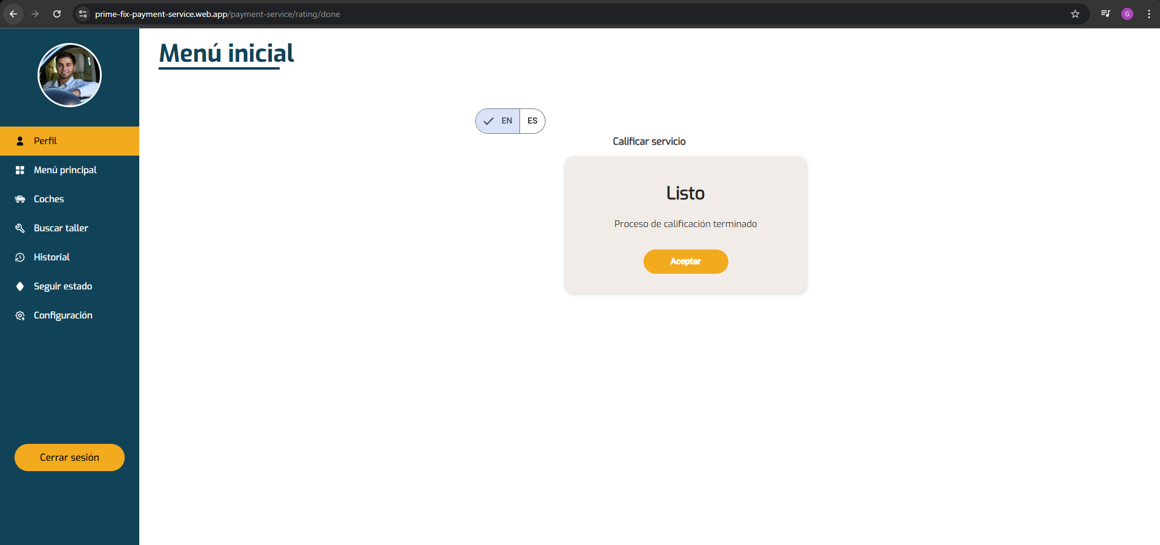 prime-fix-payment-service.web.app/payment-service/rating/done
G
Menú inicial
EN
ES
Perfil
Menú principal
Coches
Buscar taller
Historial
Seguir estado
Configuración
Cerrar sesión
Calificar servicio
Listo
Proceso de calificación terminado
Aceptar